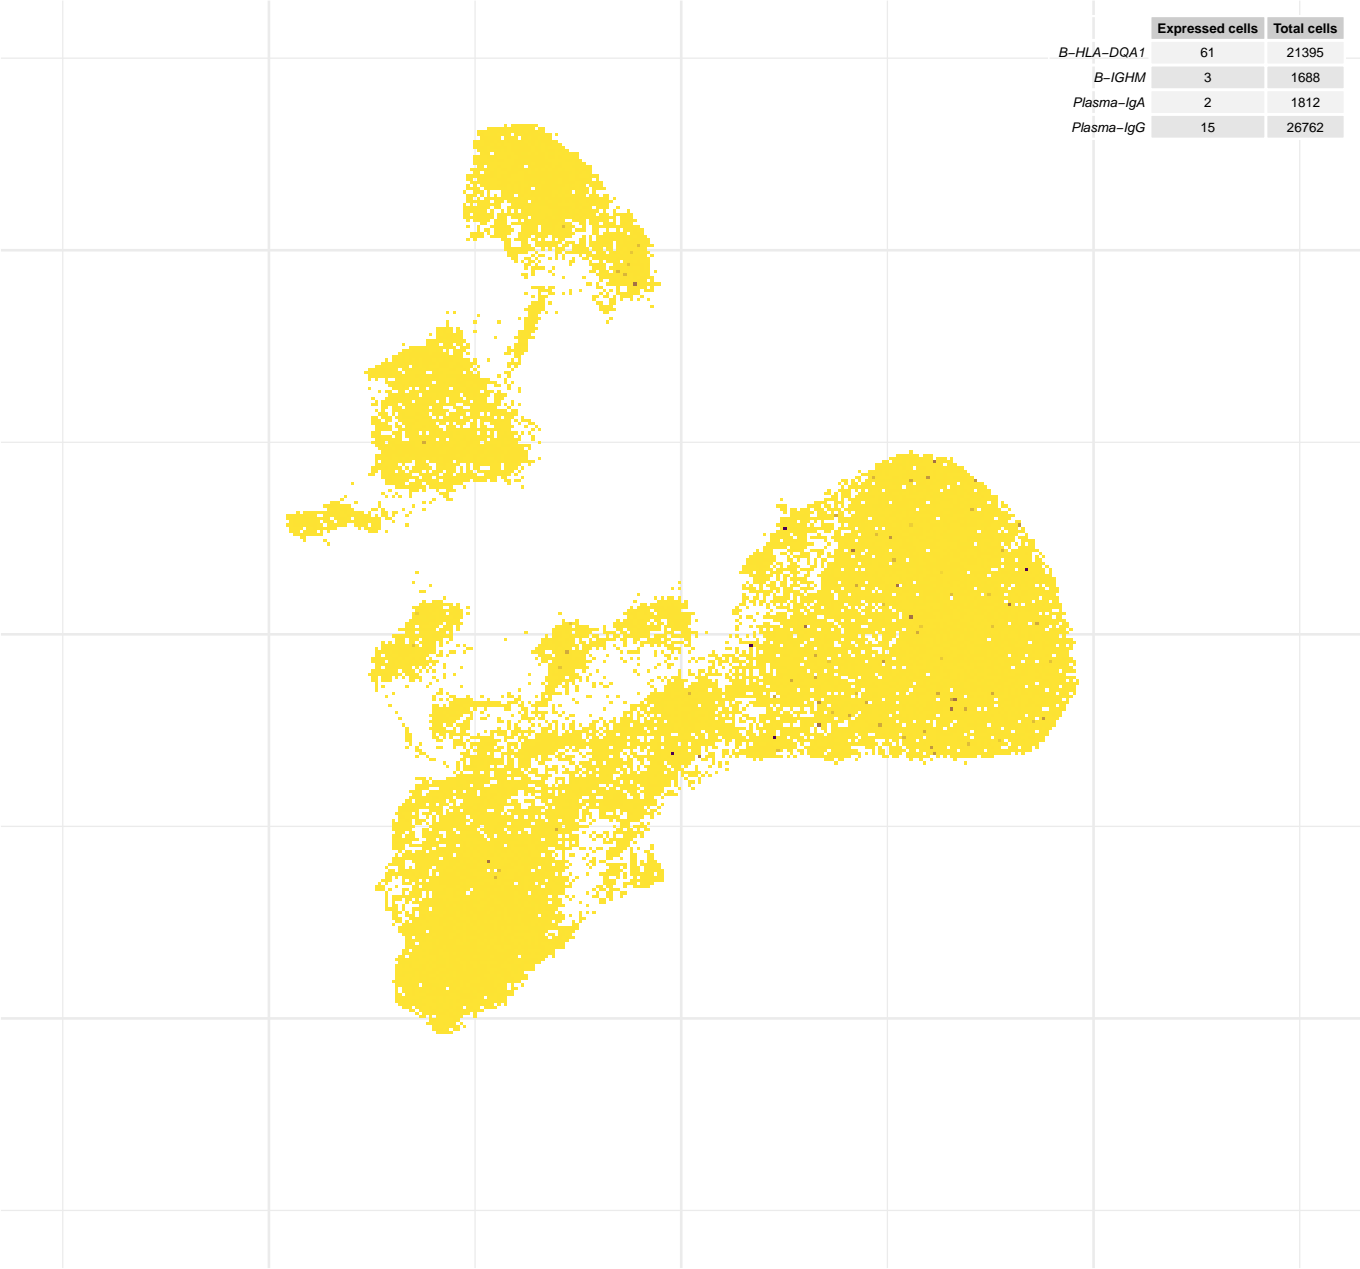 Expressed cells Total cells
B–HLA–DQA1 61 21395
B–IGHM 3 1688
Plasma–IgA 2 1812
Plasma–IgG 15 26762